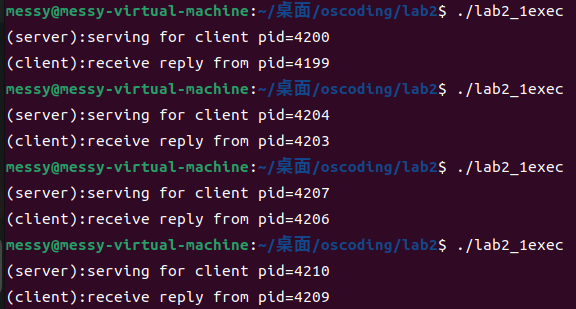 messy@messy-virtual-machine:~/桌面/oscoding/lab2$ ./lab2_1exec
(server):serving for client pid=4200
(client):receive reply from pid=4199
messy@messy-virtual-machine:~/桌面/oscoding/lab2$ ./lab2_1exec
(server):serving for client pid=4204
(client):receive reply from pid=4203
messy@messy-virtual-machine:~/桌面/oscoding/lab2$ ./lab2_1exec
(server):serving for client pid=4207
(client):receive reply from pid=4206
messy@messy-virtual-machine:~/桌面/oscoding/lab2$ ./lab2_1exec
(server):serving for client pid=4210
(client):receive reply from pid=4209